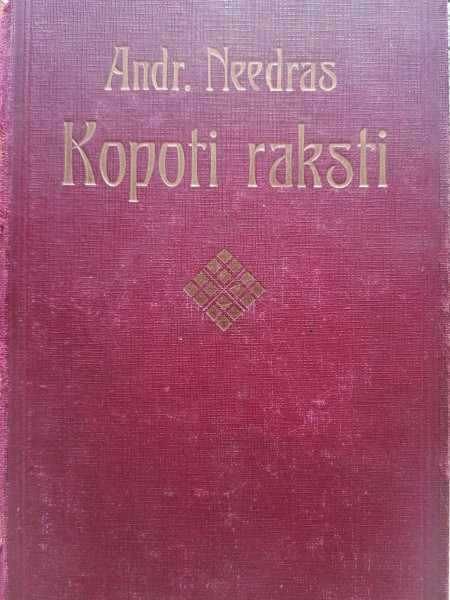 Andr. Needras
Kopoti raksti